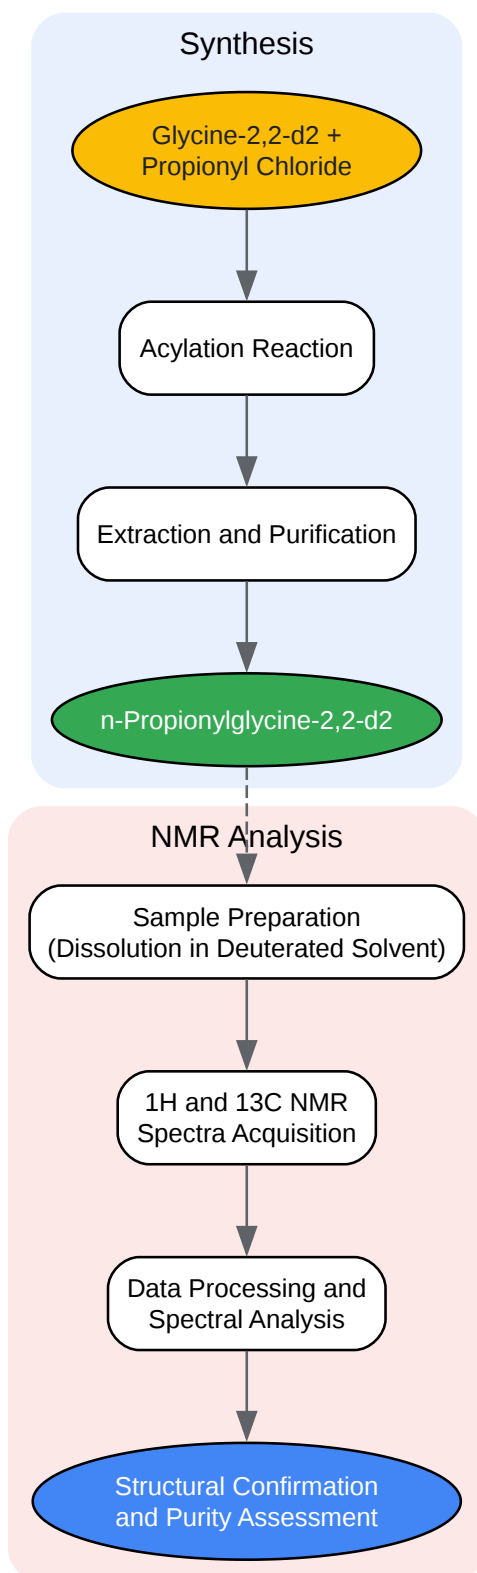 Synthesis
Glycine-2,2-d2 +
Propionyl Chloride
Acylation Reaction
Extraction and Purification
n-Propionylglycine-2,2-d2
NMR Analysis
Sample Preparation
(Dissolution in Deuterated Solvent)
1H and 13C NMR
Spectra Acquisition
Data Processing and
Spectral Analysis
Structural Confirmation
and Purity Assessment